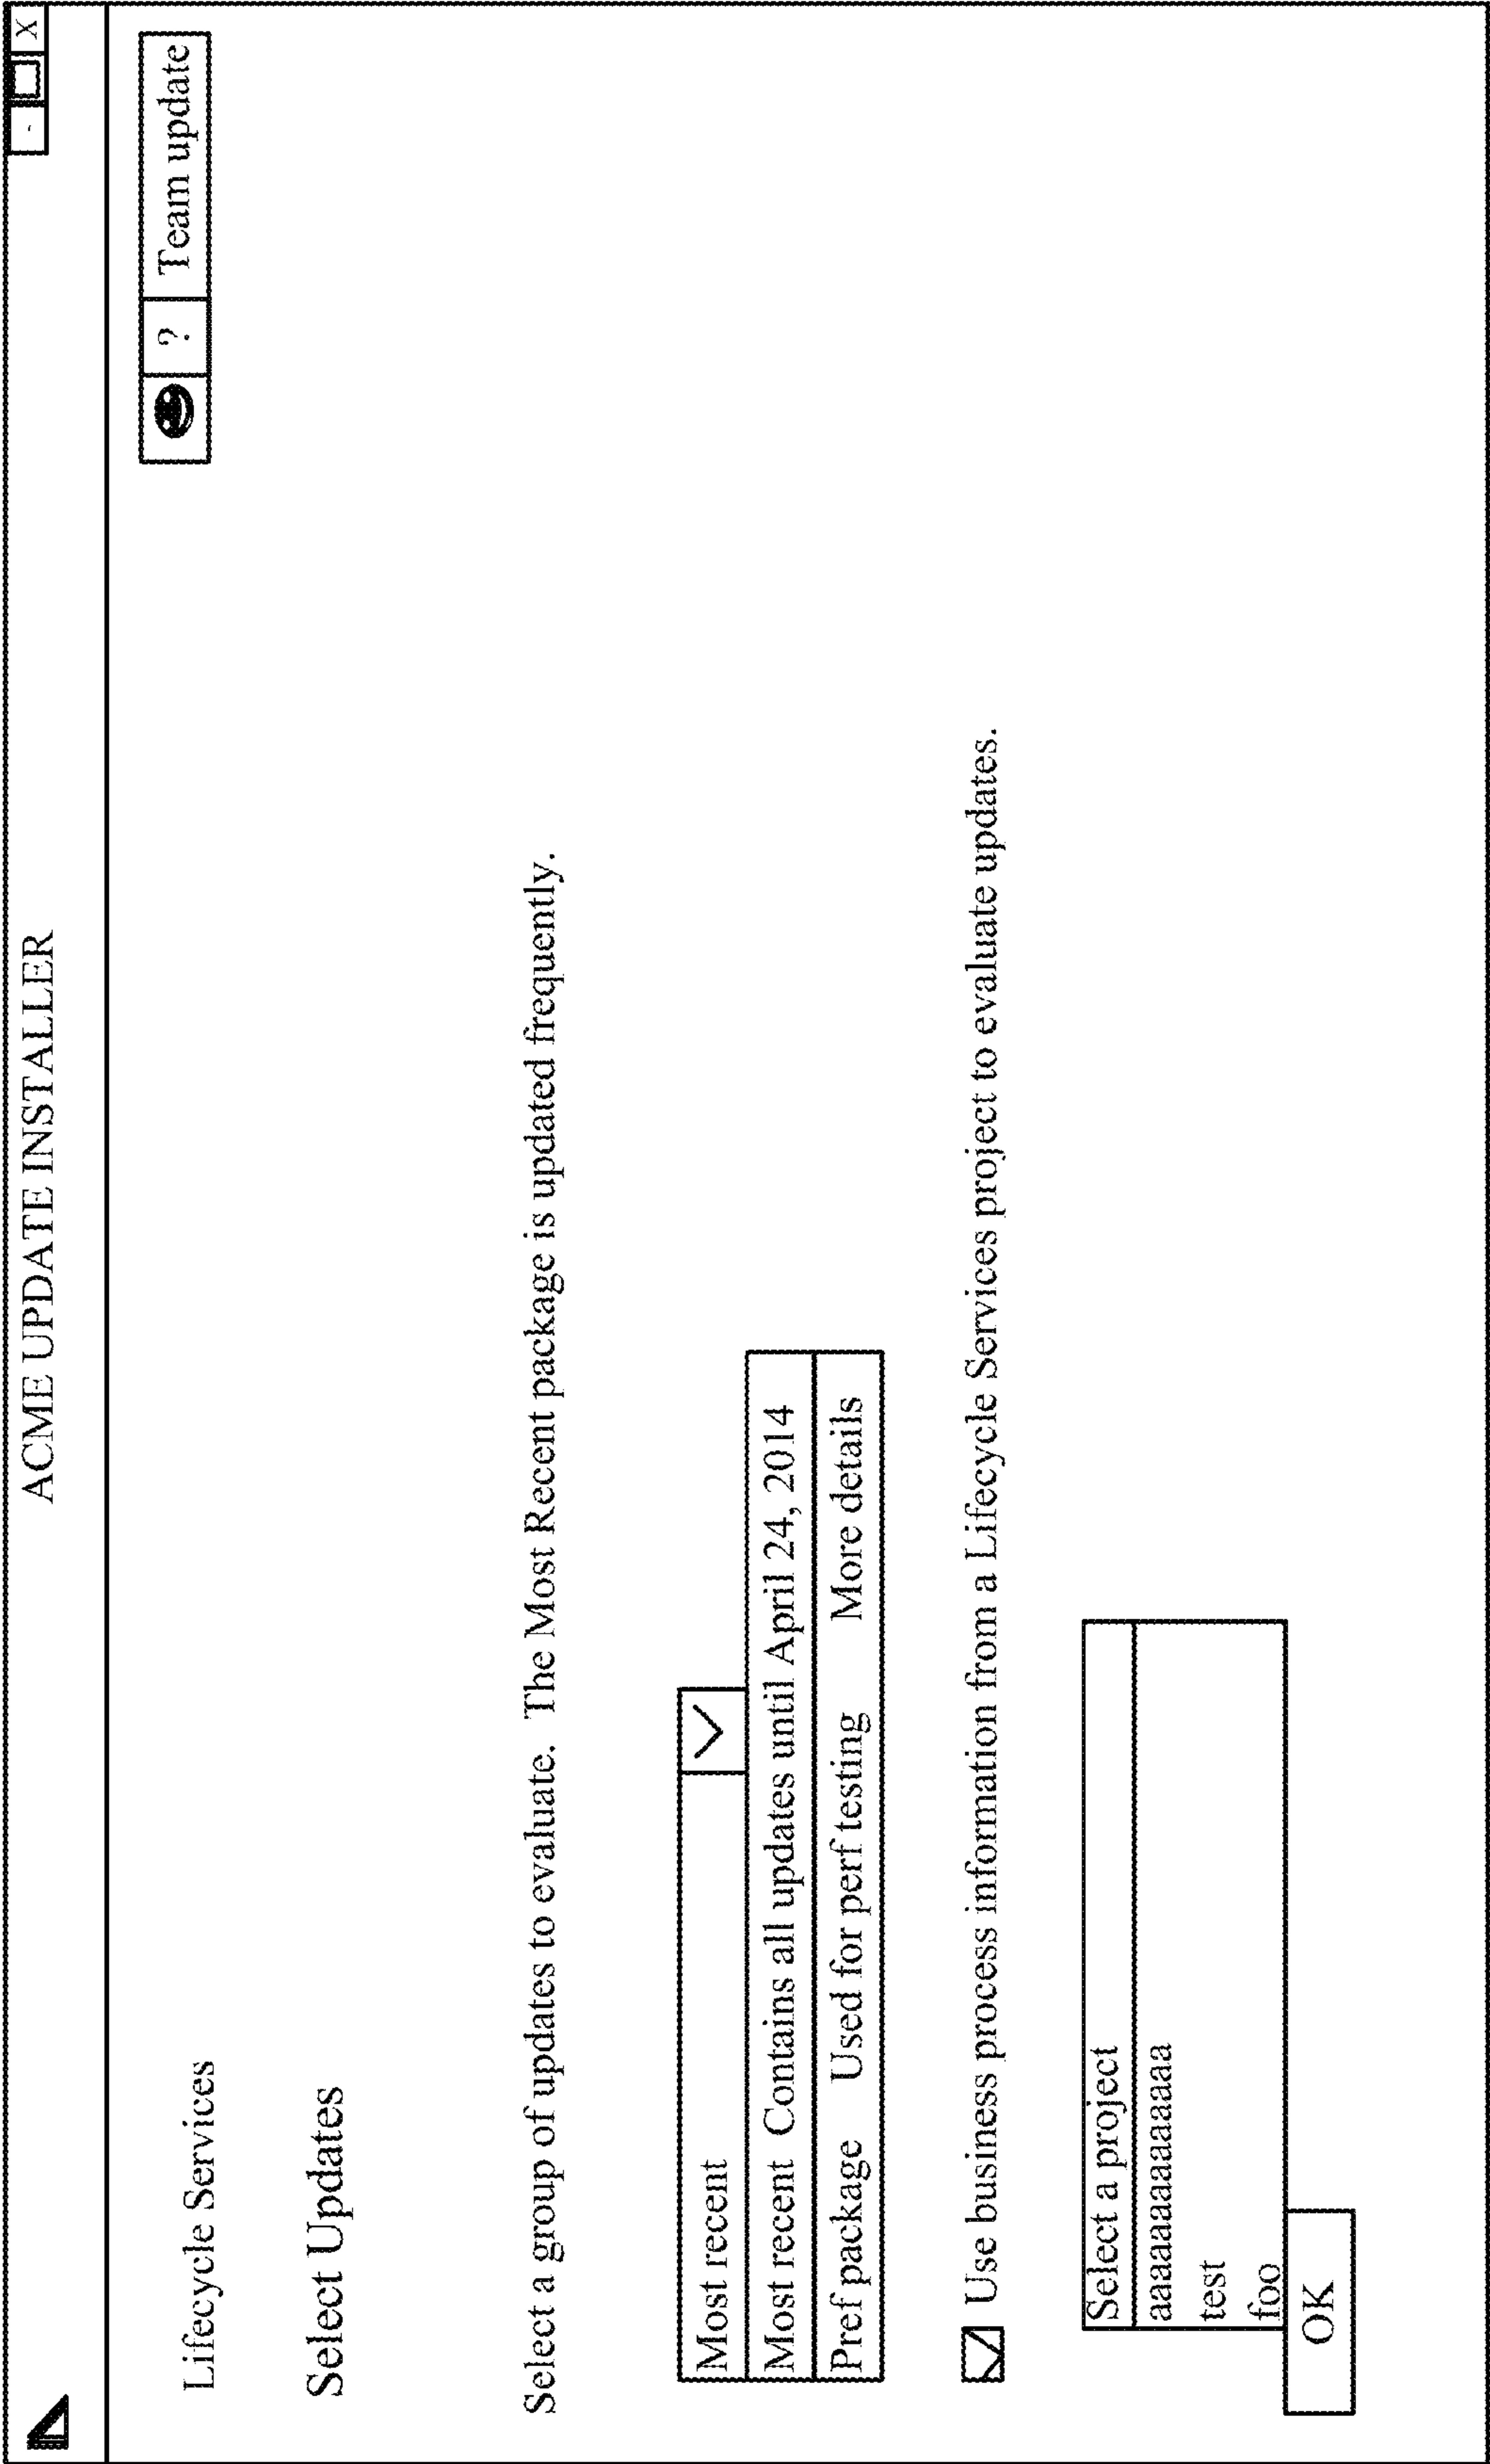 ACME UPDATE INSTALLER
- X
? Team update
Lifecycle Services
Select Updates
Select a group of updates to evaluate. The Most Recent package is updated frequently.
Most recent
Most recent Contains all updates until April 24, 2014
Pref package Used for perf testing More details
Use business process information from a Lifecycle Services project to evaluate updates.
Select a project
aaaaaaaaaaaaa
test
foo
OK